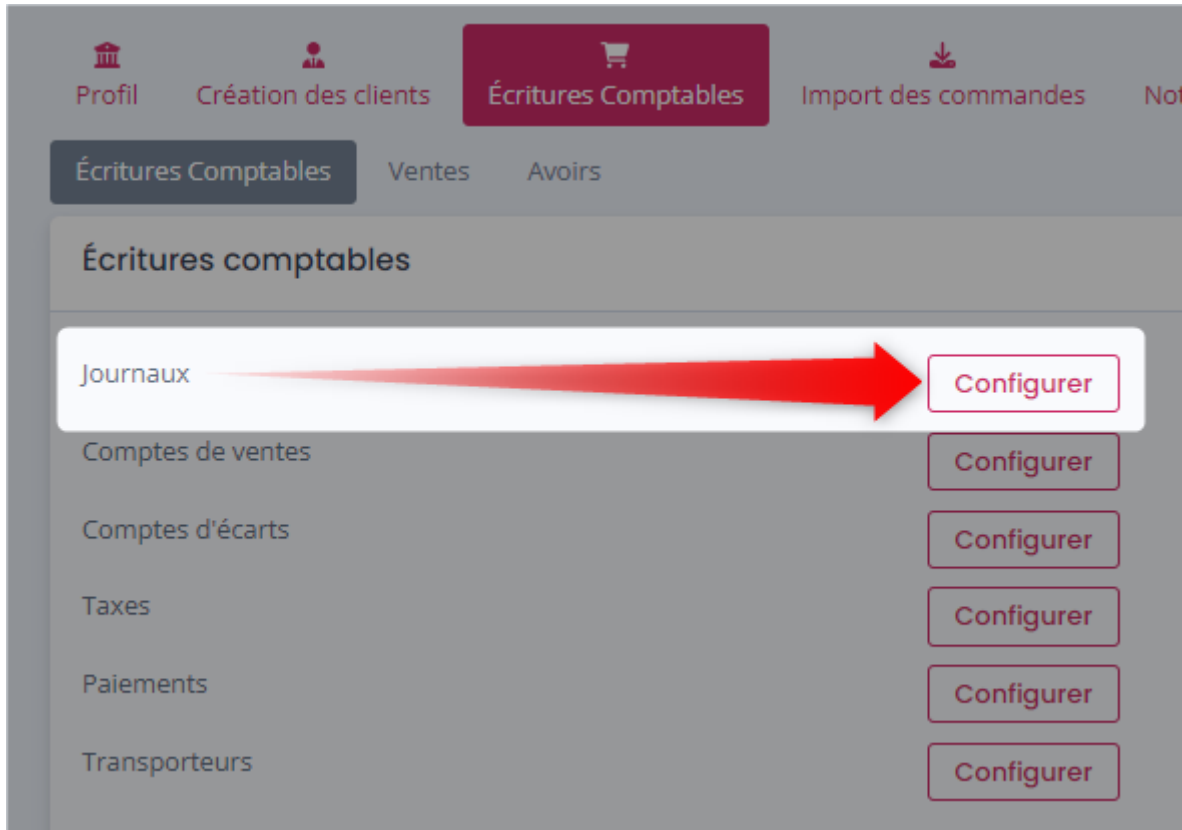 Profil Création des clients Écritures Comptables Import des commandes
Écritures Comptables Ventes Avoirs
Écritures comptables
Journaux Configurer
Comptes de ventes Configurer
Comptes d'écarts Configurer
Taxes Configurer
Paiements Configurer
Transporteurs Configurer